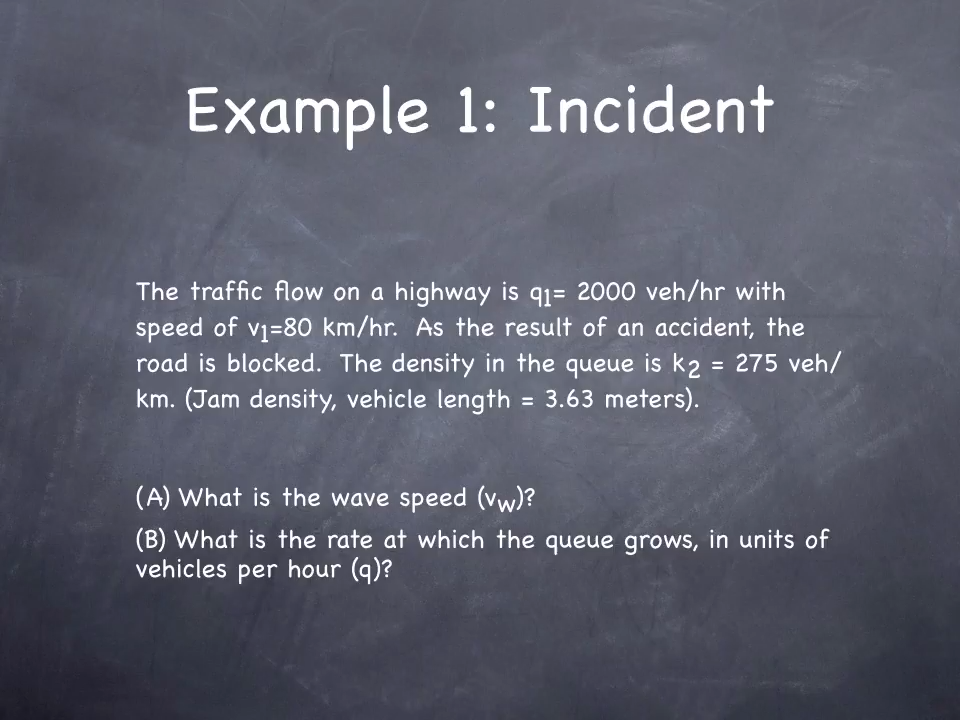 Example 1: Incident
The traffic flow on a highway is q1= 2000 veh/hr with
speed of v1=80 km/hr. As the result of an accident, the
road is blocked. The density in the queue is k2 = 275 veh/
km. (Jam density, vehicle length = 3.63 meters).
(A) What is the wave speed (vw)?
(B) What is the rate at which the queue grows, in units of
vehicles per hour (q)?